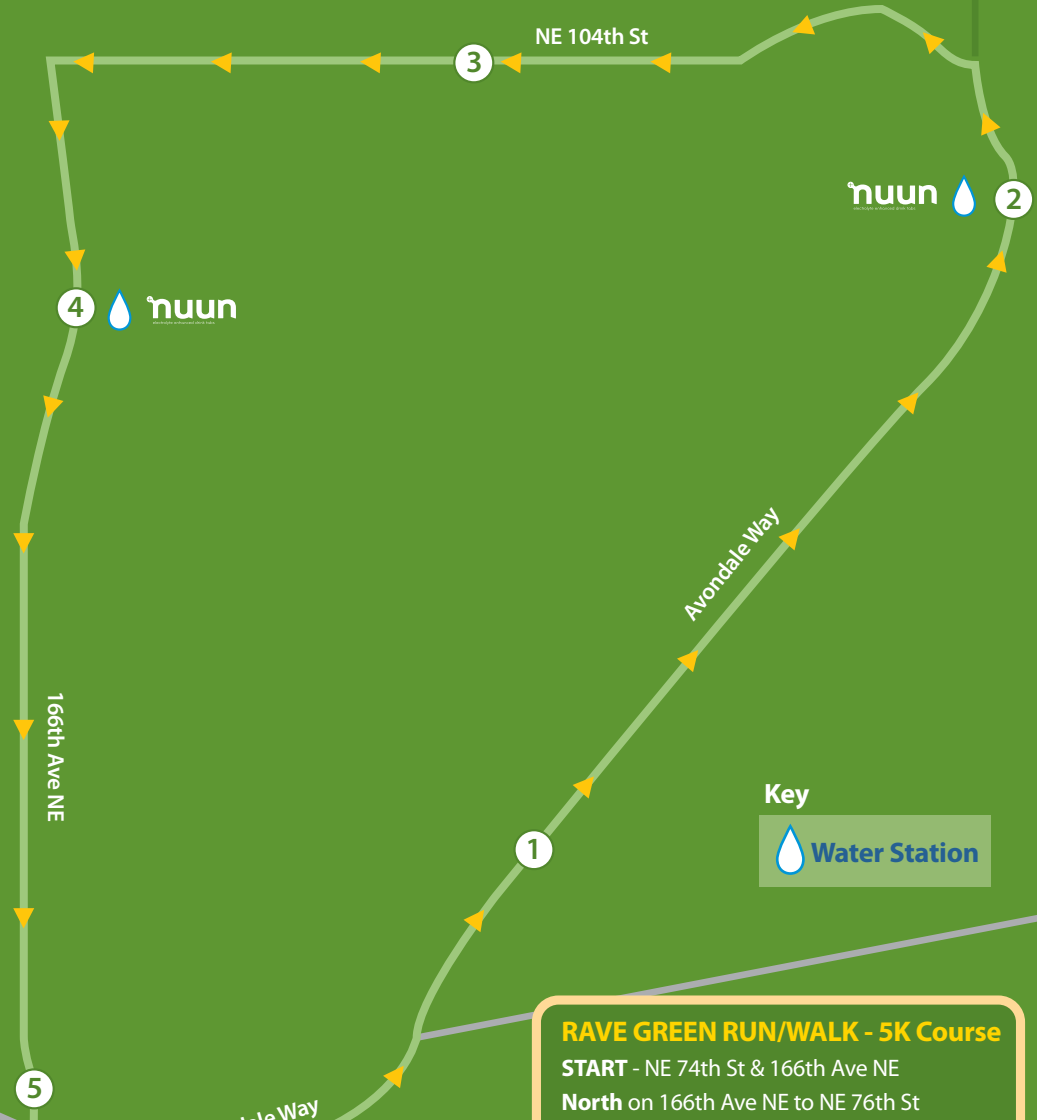 NE 104th St
3
nuun
2
4
nuun
Avondale Way
166th Ave NE
Key
Water Station
1
RAVE GREEN RUN/WALK - 5K Course
START - NE 74th St & 166th Ave NE
North on 166th Ave NE to NE 76th St
5
dale Way